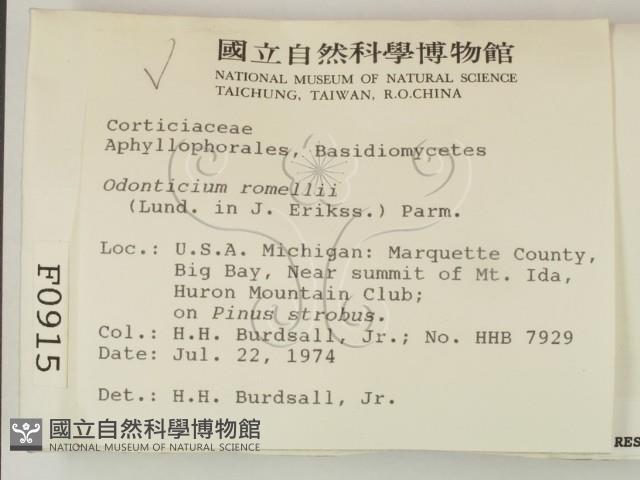 國立自然科學博物館
NATIONAL MUSEUM OF NATURAL SCIENCE
TAICHUNG, TAIWAN, R.O.CHINA
Corticiaceae
Aphyllophorales, Basidiomycetes
Odonticium romellii
(Lund. in J. Erikss.) Parm.
Loc.: U.S.A. Michigan: Marquette County,
Big Bay, Near summit of Mt. Ida,
Huron Mountain Club;
on Pinus strobus.
Col.: H.H. Burdsall, Jr.; No. HHB 7929
Date: Jul. 22, 1974
Det.: H.H. Burdsall, Jr.
F0915
國立自然科學博物館
NATIONAL MUSEUM OF NATURAL SCIENCE
RES